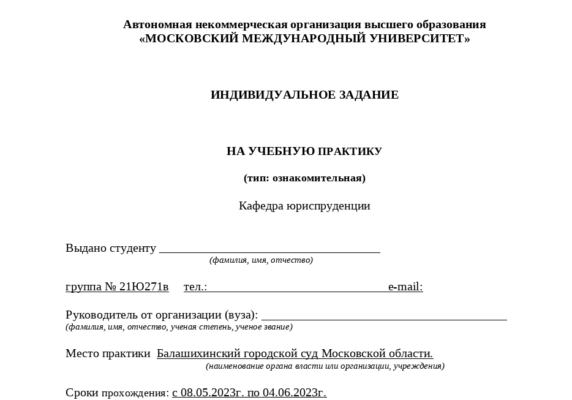 Автономная некоммерческая организация высшего образования
«МОСКОВСКИЙ МЕЖДУНАРОДНЫЙ УНИВЕРСИТЕТ»
ИНДИВИДУАЛЬНОЕ ЗАДАНИЕ
НА УЧЕБНУЮ ПРАКТИКУ
(тип: ознакомительная)
Кафедра юриспруденции
Выдано студенту ____________________________________
(фамилия, имя, отчество)
группа № 21Ю271в тел.:______________________________ e-mail:
Руководитель от организации (вуза): ________________________________________
(фамилия, имя, отчество, ученая степень, ученое звание)
Место практики Балашихинский городской суд Московской области.
(наименование органа власти или организации, учреждения)
Сроки прохождения: с 08.05.2023г. по 04.06.2023г.